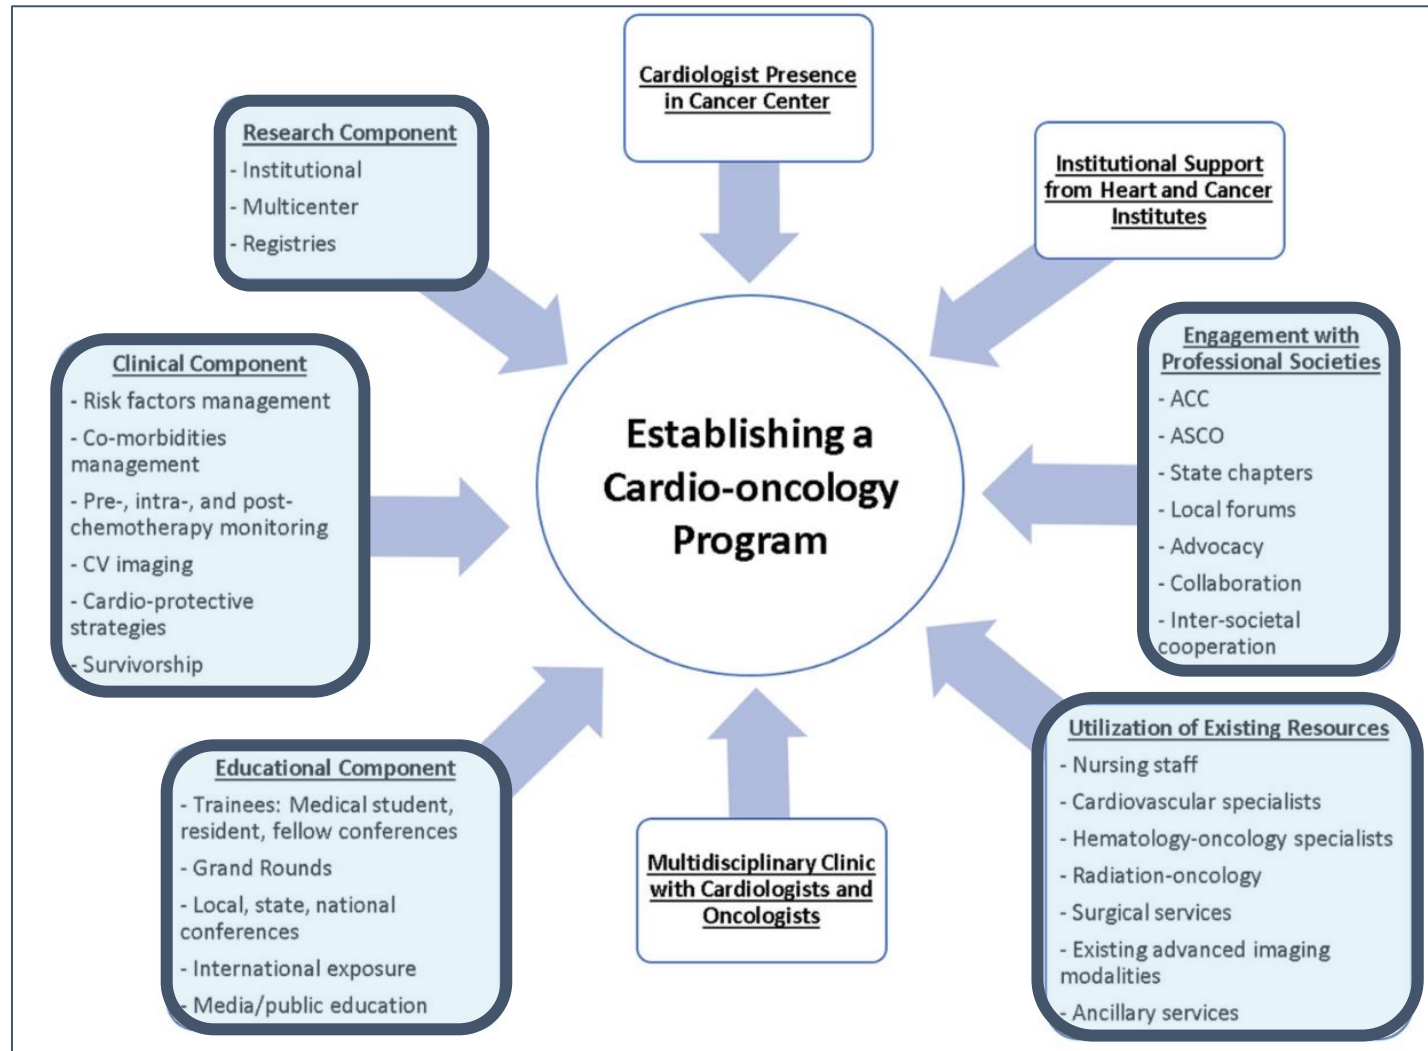 Cardiologist Presence
in Cancer Center
Research Component
- Institutional
- Multicenter
- Registries
Institutional Support
from Heart and Cancer
Institutes
Clinical Component
- Risk factors management
- Co-morbidities
management
- Pre-, intra-, and post-
chemotherapy monitoring
- CV imaging
- Cardio-protective
strategies
- Survivorship
Establishing a
Cardio-oncology
Program
Engagement with
Professional Societies
- ACC
- ASCO
- State chapters
- Local forums
- Advocacy
- Collaboration
- Inter-societal
cooperation
Educational Component
- Trainees: Medical student,
resident, fellow conferences
- Grand Rounds
- Local, state, national
conferences
- International exposure
- Media/public education
Multidisciplinary Clinic
with Cardiologists and
Oncologists
Utilization of Existing Resources
- Nursing staff
- Cardiovascular specialists
- Hematology-oncology specialists
- Radiation-oncology
- Surgical services
- Existing advanced imaging
modalities
- Ancillary services